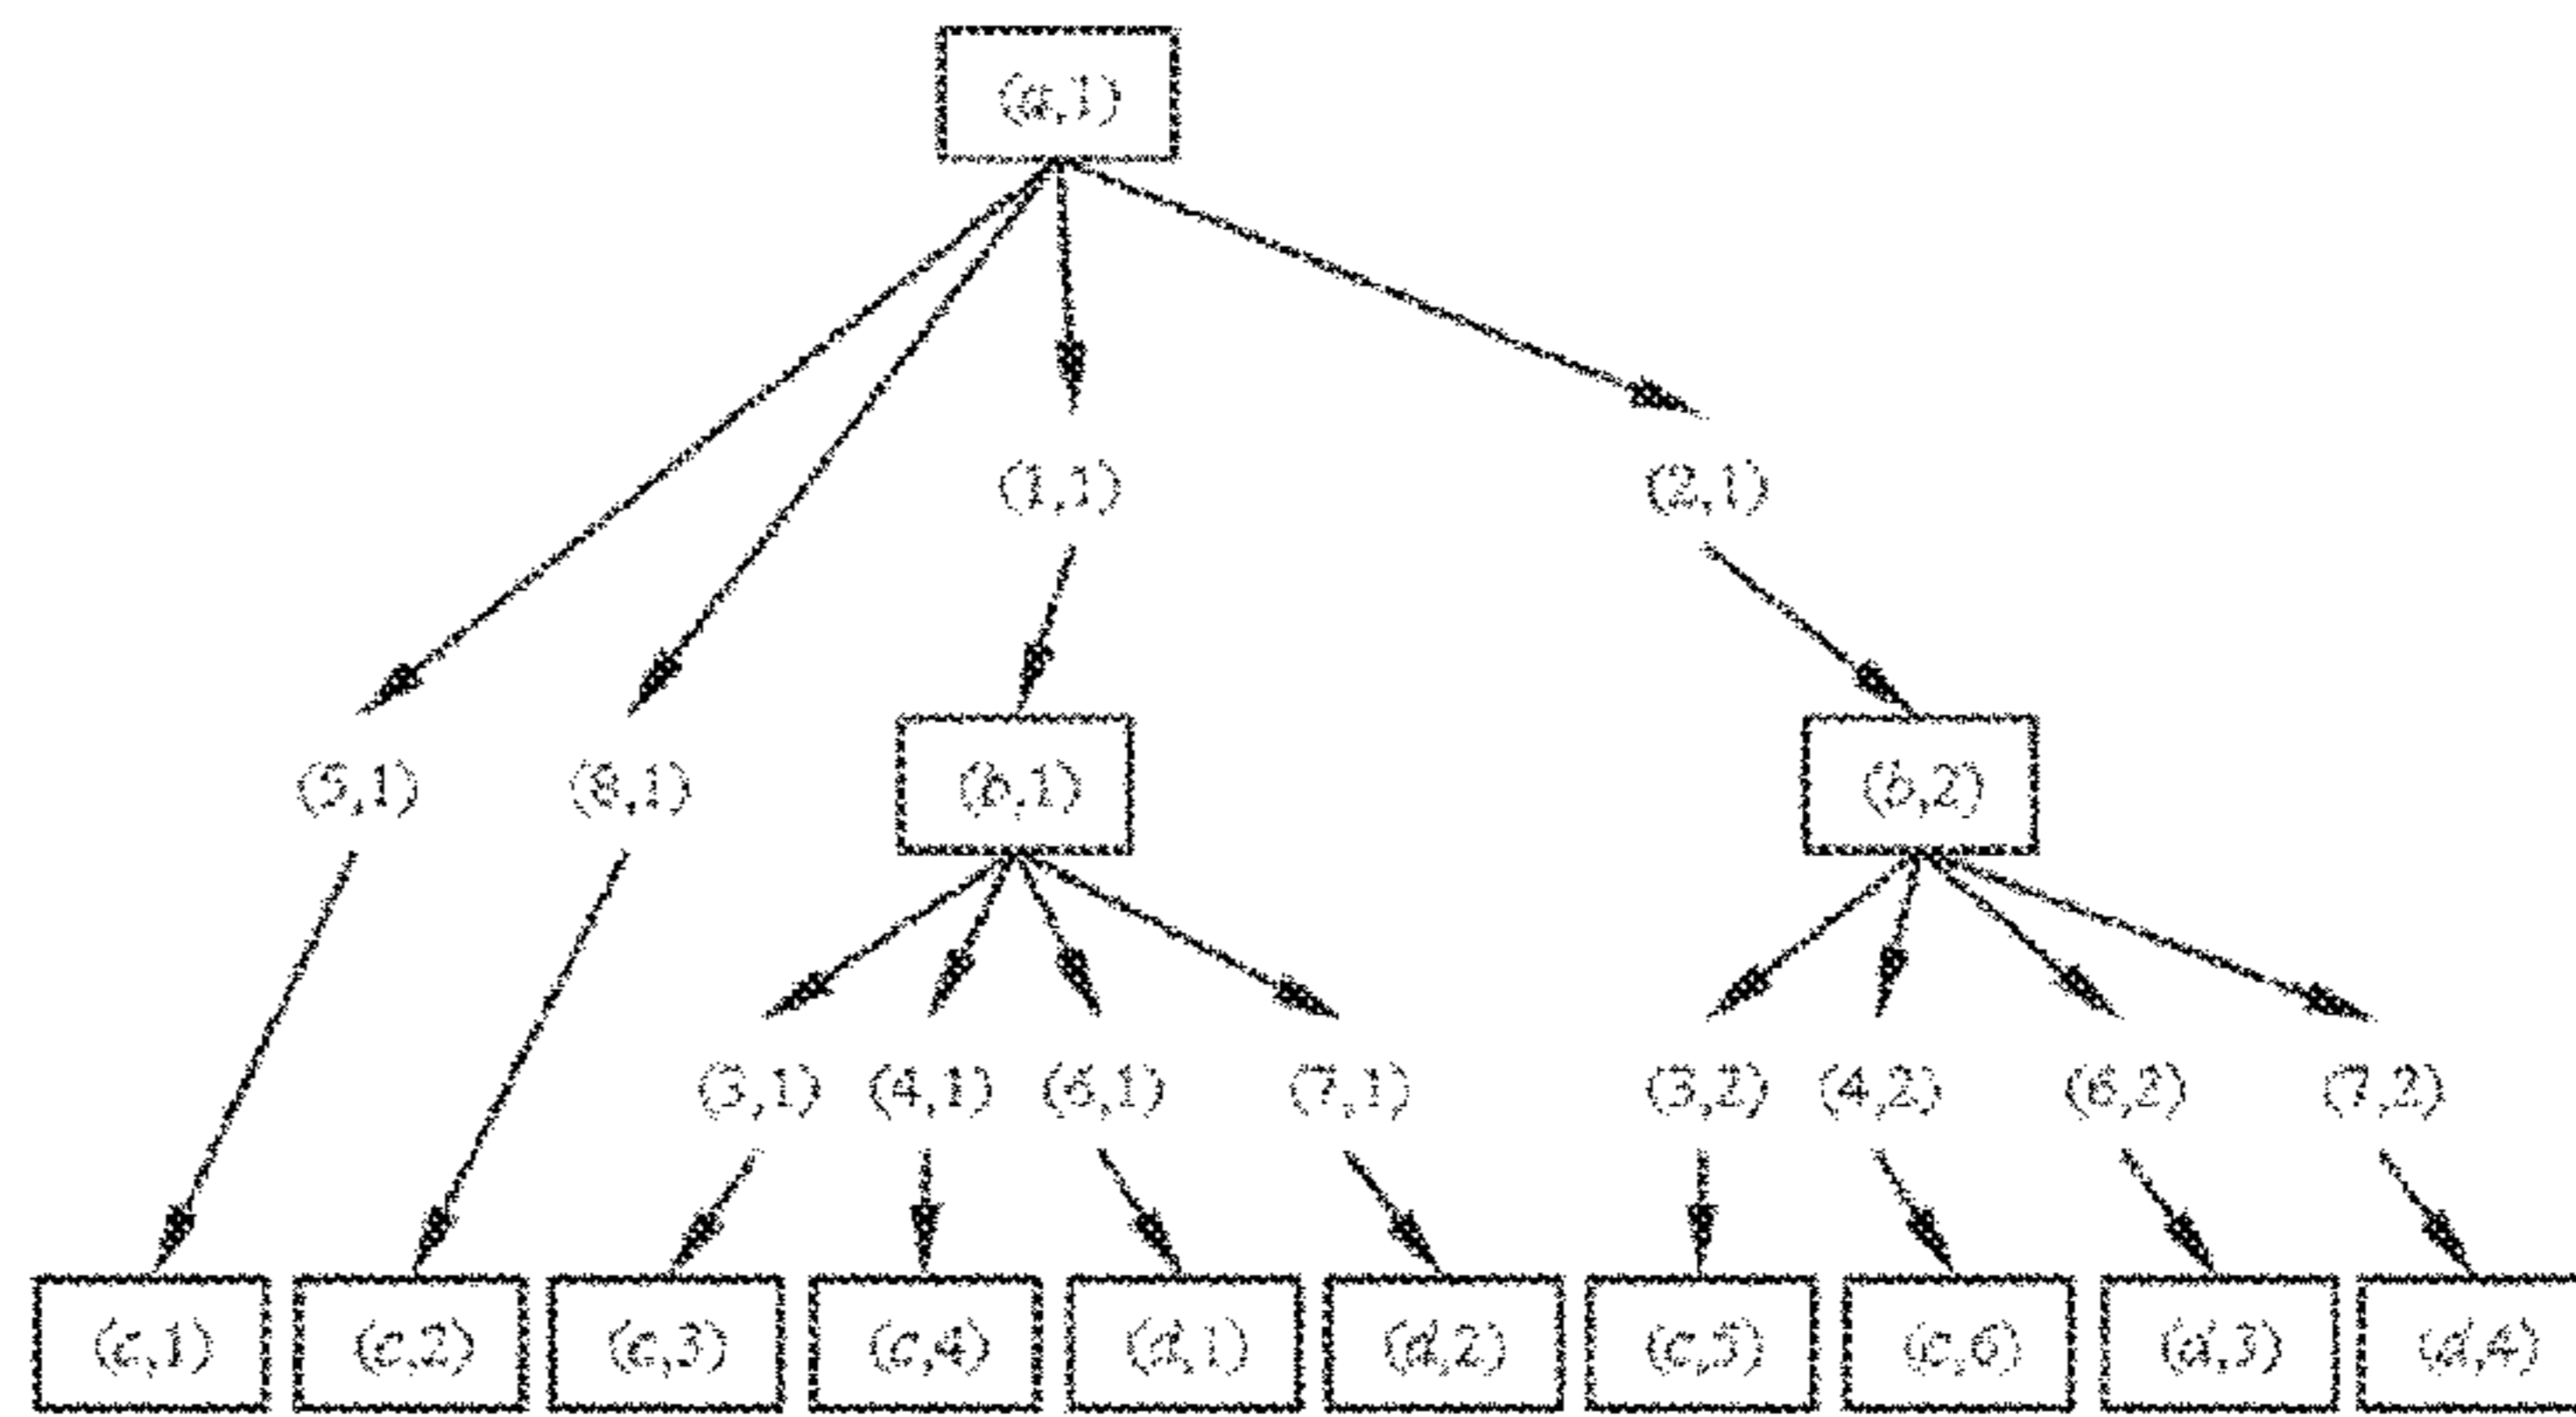 (a,1)
(1,1) (2,1)
(5,1) (8,1) (b,1) (b,2)
(3,1) (4,1) (6,1) (7,1) (3,2) (4,2) (6,2) (7,2)
(c,1) (c,2) (c,3) (c,4) (d,1) (d,2) (c,5) (c,6) (d,3) (d,4)